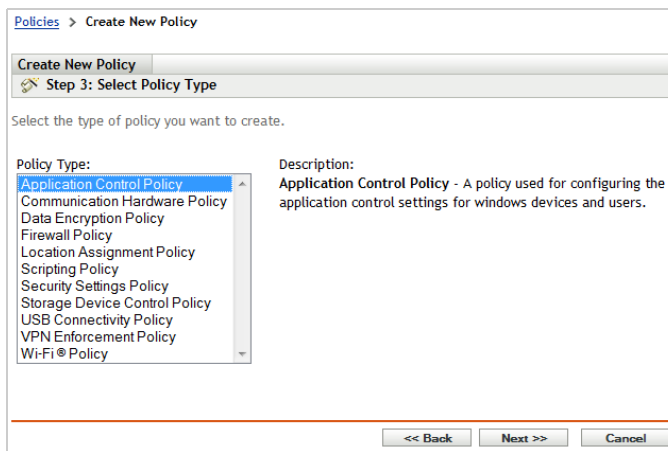 Policies > Create New Policy
Create New Policy
Step 3: Select Policy Type
Select the type of policy you want to create.
Policy Type:
Application Control Policy
Communication Hardware Policy
Data Encryption Policy
Firewall Policy
Location Assignment Policy
Scripting Policy
Security Settings Policy
Storage Device Control Policy
USB Connectivity Policy
VPN Enforcement Policy
Wi-Fi ® Policy
Description:
Application Control Policy - A policy used for configuring the
application control settings for windows devices and users.
<< Back Next >> Cancel